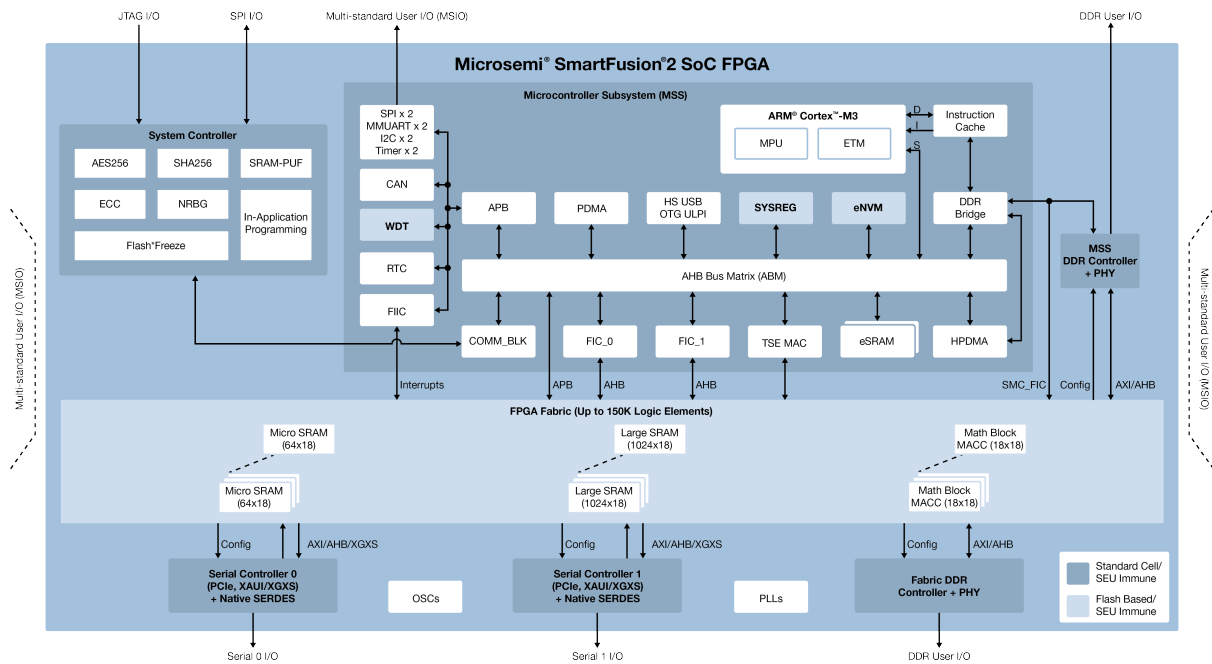 JTAG I/O
SPI I/O
Multi-standard User I/O (MSIO)
DDR User I/O
Microsemi® SmartFusion®2 SoC FPGA
Microcontroller Subsystem (MSS)
System Controller
AES256
SHA256
SRAM-PUF
ECC
NRBG
In-Application
Programming
Flash*Freeze
SPI x 2
MMUART x 2
I2C x 2
Timer x 2
CAN
WDT
RTC
FIIC
ARM® Cortex™-M3
MPU
ETM
D
I
S
Instruction
Cache
APB
PDMA
HS USB
OTG ULPI
SYSREG
eNVM
DDR
Bridge
MSS
DDR Controller
+ PHY
AHB Bus Matrix (ABM)
COMM_BLK
FIC_0
FIC_1
TSE MAC
eSRAM
HPDMA
Multi-standard User I/O (MSIO)
Multi-standard User I/O (MSIO)
Interrupts
APB
AHB
AHB
SMC_FIC
Config
AXI/AHB
FPGA Fabric (Up to 150K Logic Elements)
Micro SRAM
(64x18)
Large SRAM
(1024x18)
Math Block
MACC (18x18)
Micro SRAM
(64x18)
Large SRAM
(1024x18)
Math Block
MACC (18x18)
Config
AXI/AHB/XGXS
Config
AXI/AHB/XGXS
Config
AXI/AHB
Serial Controller 0
(PCIe, XAUI/XGXS)
+ Native SERDES
OSCs
Serial Controller 1
(PCIe, XAUI/XGXS)
+ Native SERDES
PLLs
Fabric DDR
Controller + PHY
Standard Cell/
SEU Immune
Flash Based/
SEU Immune
Serial 0 I/O
Serial 1 I/O
DDR User I/O